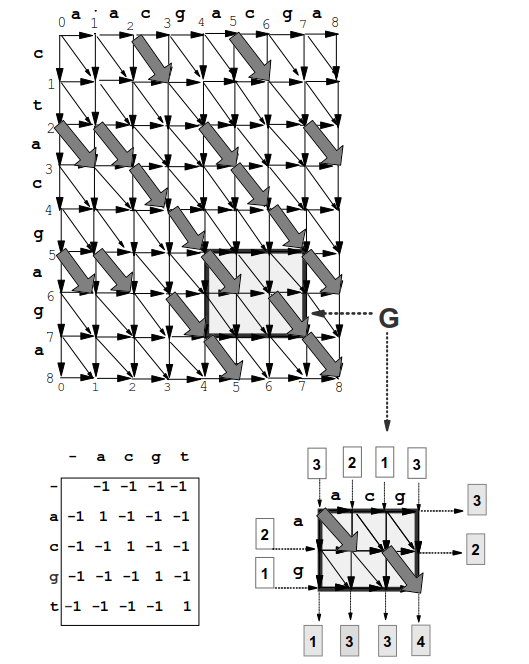 0 1 2 3 4 5 6 7 8
a a c g a c g a
c
1
t
2
a
3
c
4
g
5
a
6
g
7
a
8
0 1 2 3 4 5 6 7 8
G
- a c g t
- -1 -1 -1 -1
a -1 1 -1 -1 -1
c -1 -1 1 -1 -1
g -1 -1 -1 1 -1
t -1 -1 -1 -1 1
3 2 1 3
a c g
3
a
2
2
1
g
1 3 3 4